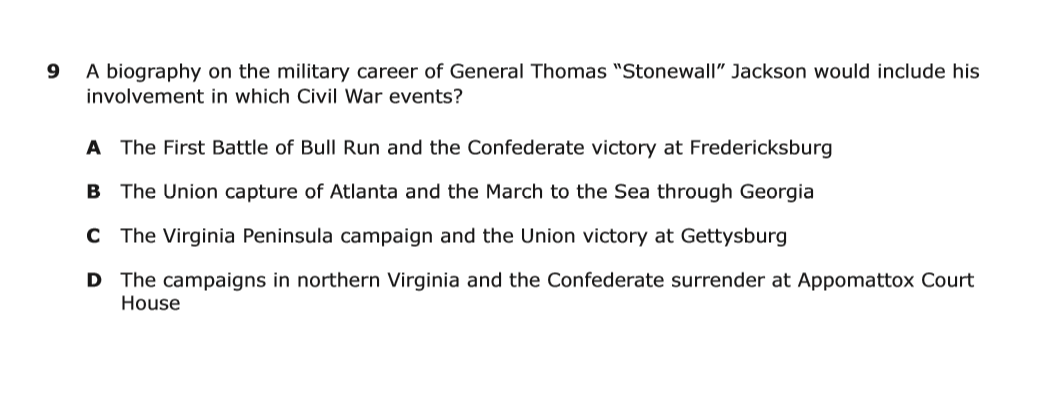 9 A biography on the military career of General Thomas “Stonewall” Jackson would include his
involvement in which Civil War events?
A The First Battle of Bull Run and the Confederate victory at Fredericksburg
B The Union capture of Atlanta and the March to the Sea through Georgia
C The Virginia Peninsula campaign and the Union victory at Gettysburg
D The campaigns in northern Virginia and the Confederate surrender at Appomattox Court
House